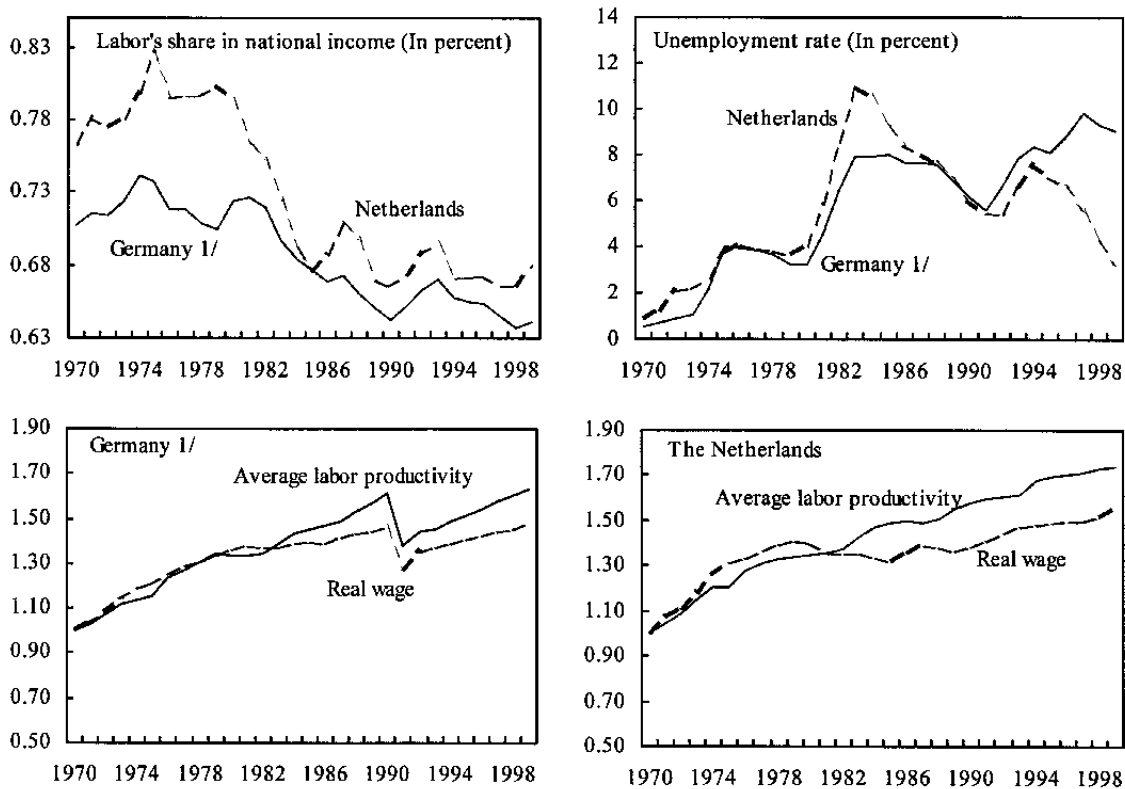 Labor's share in national income (In percent)
0.83
0.78
0.73
0.68
0.63
Netherlands
Germany 1/
1970 1974 1978 1982 1986 1990 1994 1998
Unemployment rate (In percent)
14
12
10
8
6
4
2
0
Netherlands
Germany 1/
1970 1974 1978 1982 1986 1990 1994 1998
Germany 1/
1.90
1.70
1.50
1.30
1.10
0.90
0.70
0.50
Average labor productivity
Real wage
1970 1974 1978 1982 1986 1990 1994 1998
The Netherlands
1.90
1.70
1.50
1.30
1.10
0.90
0.70
0.50
Average labor productivity
Real wage
1970 1974 1978 1982 1986 1990 1994 1998